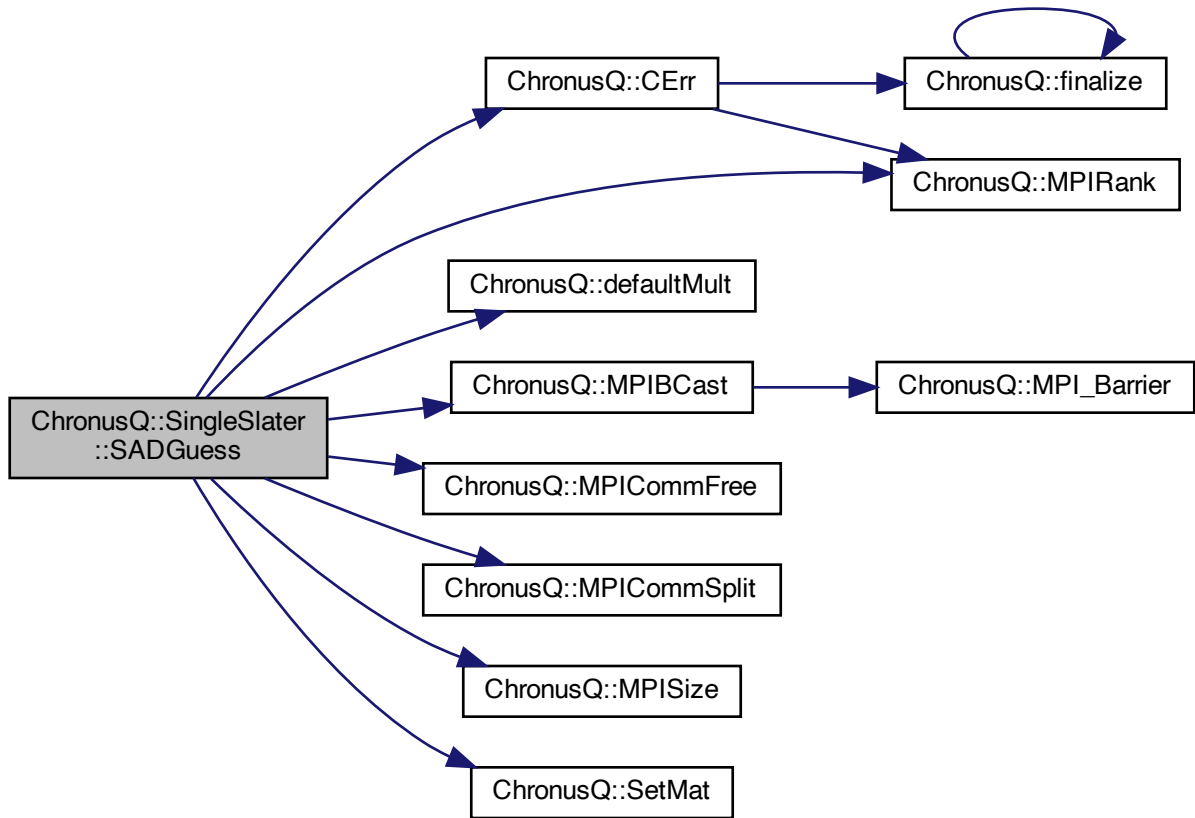 ChronusQ::CErr
ChronusQ::finalize
ChronusQ::MPIRank
ChronusQ::defaultMult
ChronusQ::MPIBCast
ChronusQ::MPI_Barrier
ChronusQ::SingleSlater
::SADGuess
ChronusQ::MPICommFree
ChronusQ::MPICommSplit
ChronusQ::MPISize
ChronusQ::SetMat